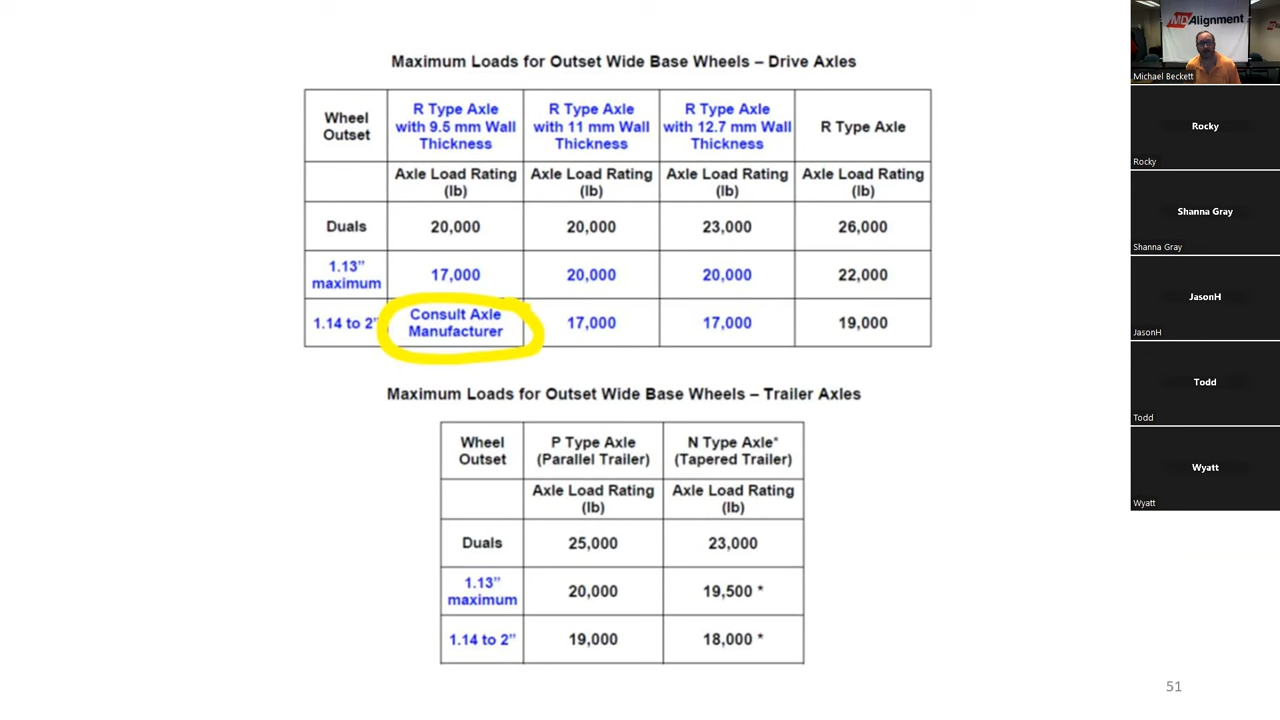 Maximum Loads for Outset Wide Base Wheels – Drive Axles
Wheel Outset | R Type Axle with 9.5 mm Wall Thickness | R Type Axle with 11 mm Wall Thickness | R Type Axle with 12.7 mm Wall Thickness | R Type Axle
Axle Load Rating (lb) | Axle Load Rating (lb) | Axle Load Rating (lb) | Axle Load Rating (lb)
Duals | 20,000 | 20,000 | 23,000 | 26,000
1.13” maximum | 17,000 | 20,000 | 20,000 | 22,000
1.14 to 2” | Consult Axle Manufacturer | 17,000 | 17,000 | 19,000
Maximum Loads for Outset Wide Base Wheels – Trailer Axles
Wheel Outset | P Type Axle (Parallel Trailer) | N Type Axle* (Tapered Trailer)
Axle Load Rating (lb) | Axle Load Rating (lb)
Duals | 25,000 | 23,000
1.13” maximum | 20,000 | 19,500 *
1.14 to 2” | 19,000 | 18,000 *
51
MD Alignment
Michael Beckett
Rocky
Rocky
Shanna Gray
Shanna Gray
JasonH
JasonH
Todd
Todd
Wyatt
Wyatt